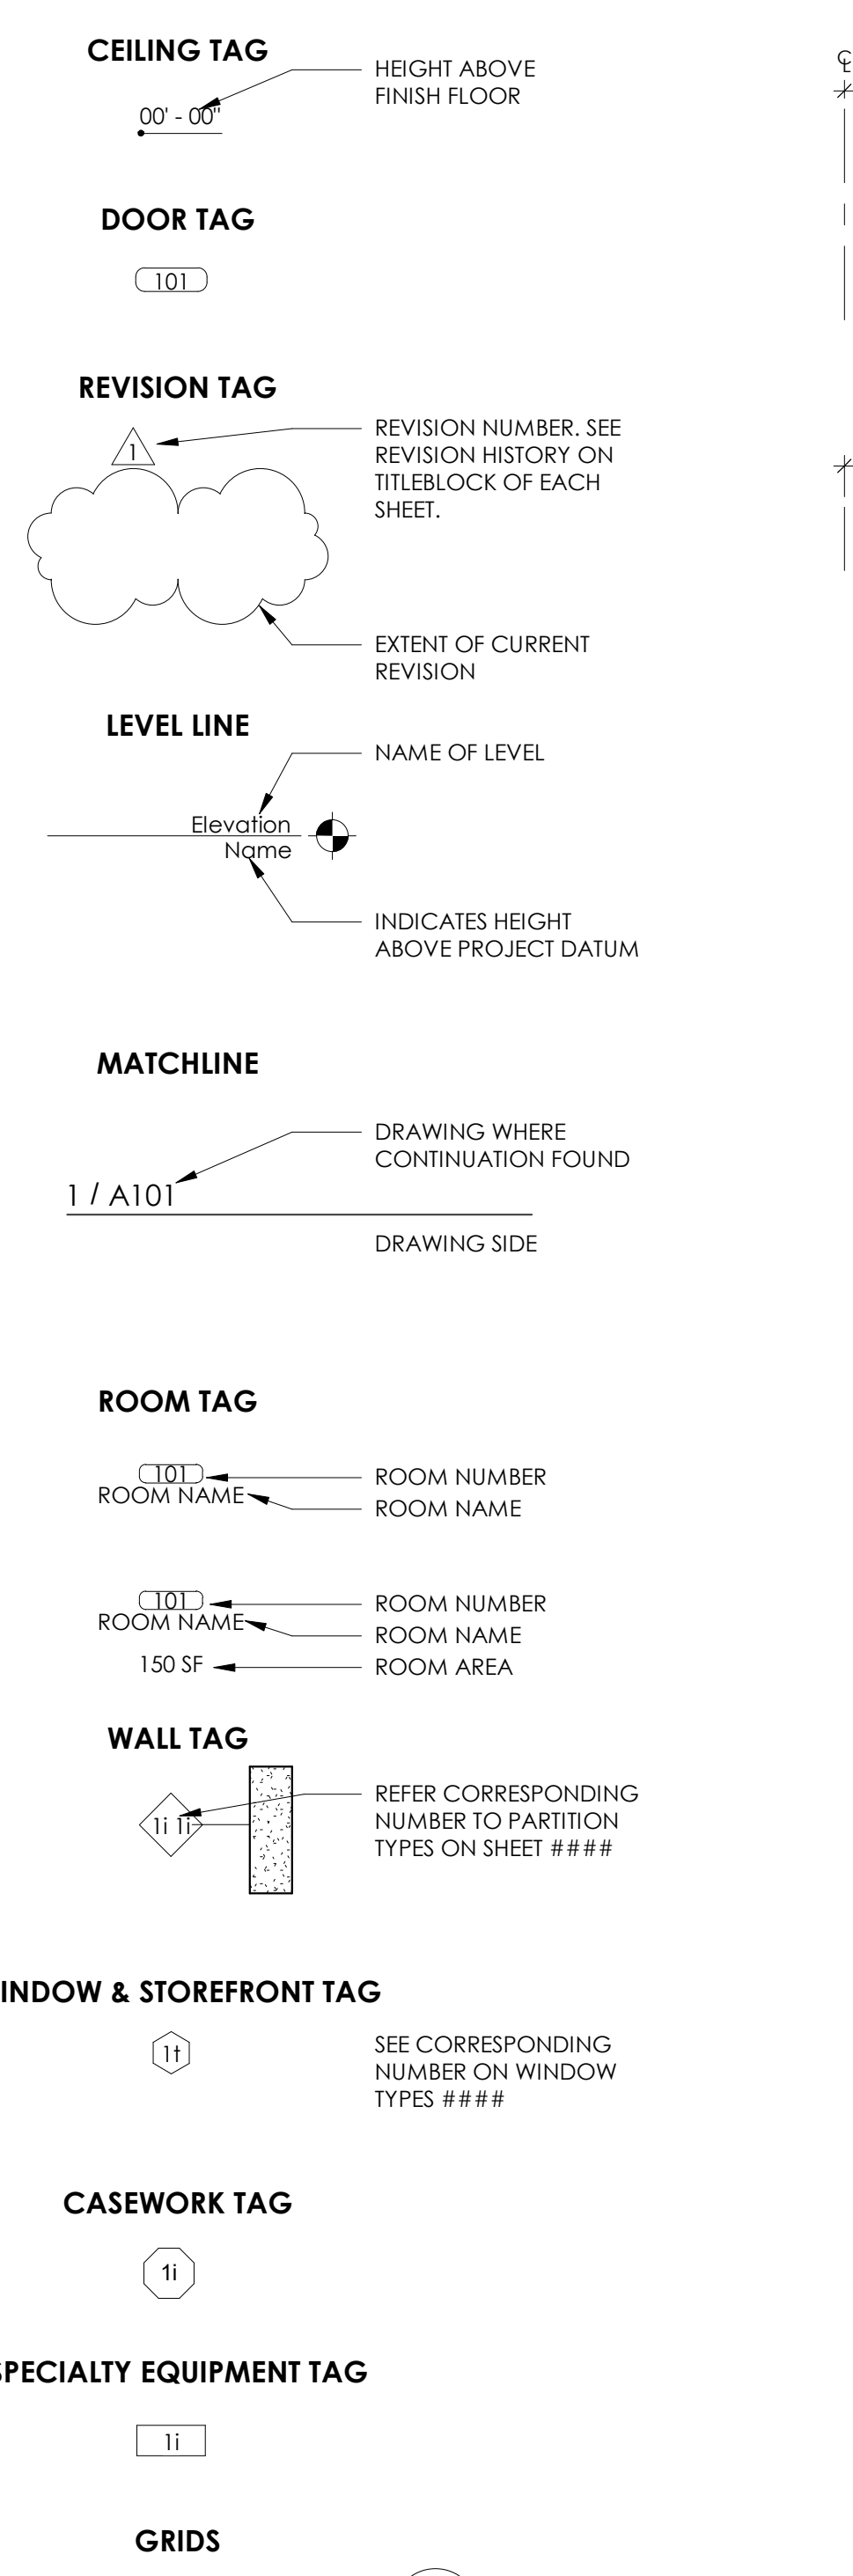 CEILING TAG
HEIGHT ABOVE
FINISH FLOOR
00' - 00"
DOOR TAG
101
REVISION TAG
1
REVISION NUMBER. SEE
REVISION HISTORY ON
TITLEBLOCK OF EACH
SHEET.
EXTENT OF CURRENT
REVISION
LEVEL LINE
NAME OF LEVEL
Elevation
Name
INDICATES HEIGHT
ABOVE PROJECT DATUM
MATCHLINE
DRAWING WHERE
CONTINUATION FOUND
1 / A101
DRAWING SIDE
ROOM TAG
101
ROOM NUMBER
ROOM NAME
ROOM NAME
101
ROOM NUMBER
ROOM NAME
ROOM NAME
150 SF
ROOM AREA
WALL TAG
1i 1i
REFER CORRESPONDING
NUMBER TO PARTITION
TYPES ON SHEET ####
INDOW & STOREFRONT TAG
1t
SEE CORRESPONDING
NUMBER ON WINDOW
TYPES ####
CASEWORK TAG
1i
SPECIALTY EQUIPMENT TAG
1i
GRIDS